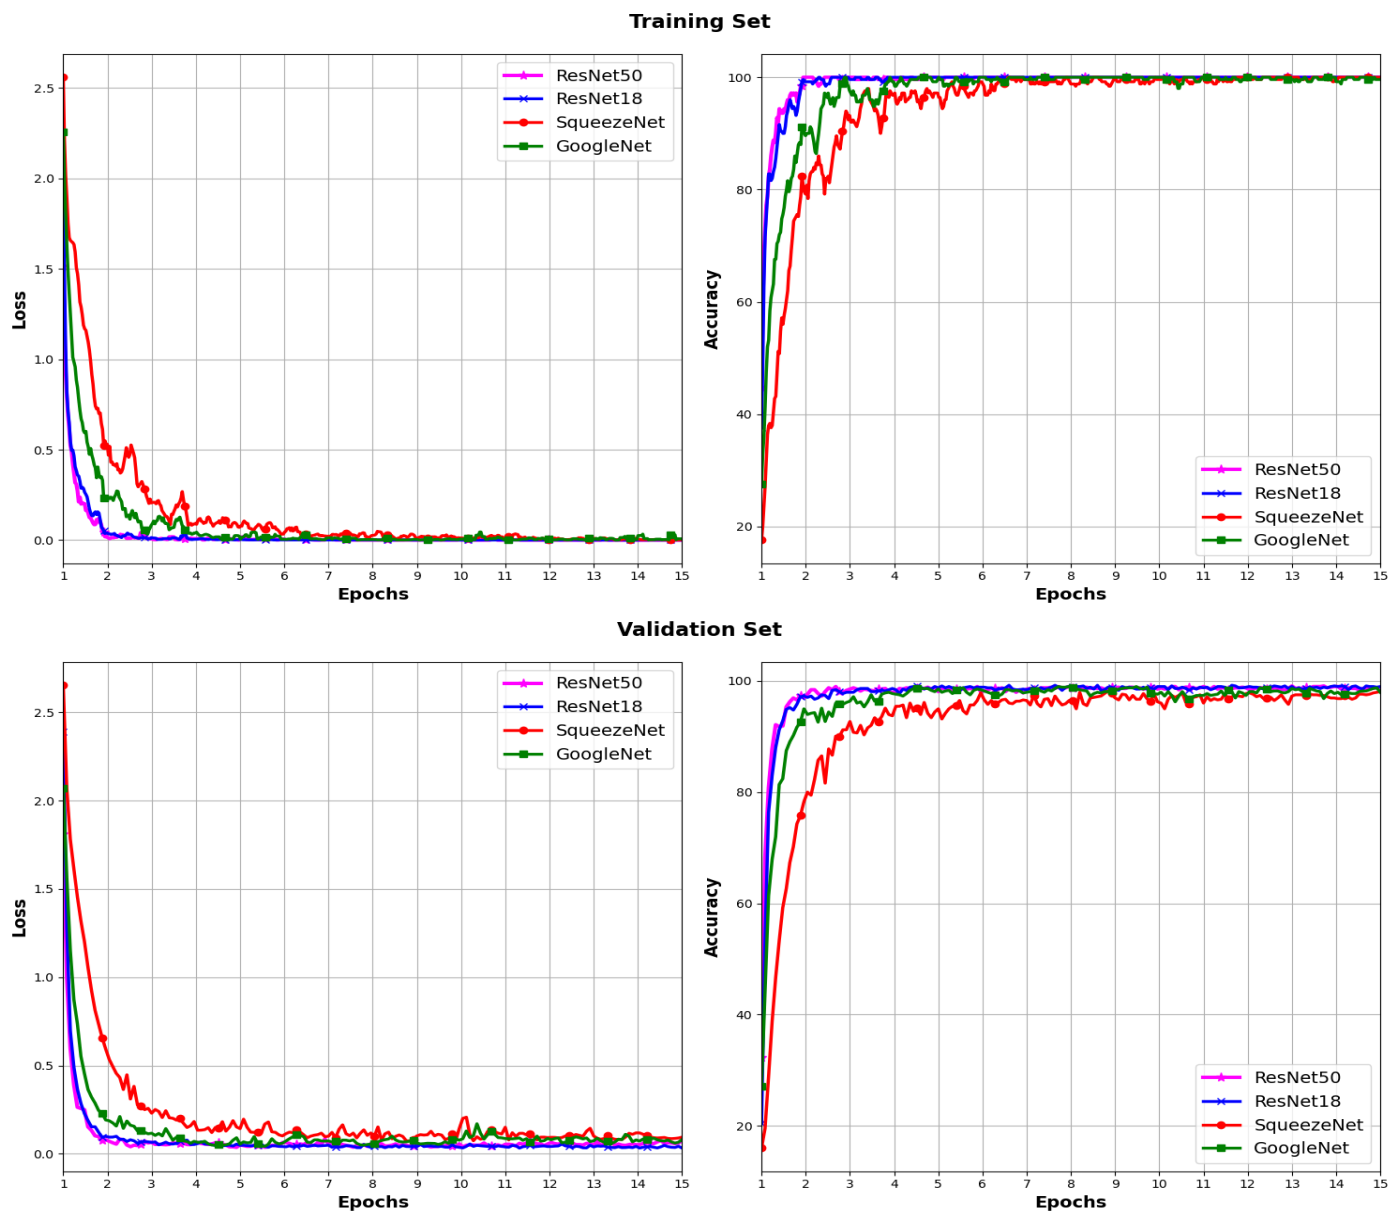 Training Set
Loss
2.5
2.0
1.5
1.0
0.5
0.0
1 2 3 4 5 6 7 8 9 10 11 12 13 14 15
Epochs
ResNet50
ResNet18
SqueezeNet
GoogleNet
Accuracy
100
80
60
40
20
1 2 3 4 5 6 7 8 9 10 11 12 13 14 15
Epochs
ResNet50
ResNet18
SqueezeNet
GoogleNet
Validation Set
Loss
2.5
2.0
1.5
1.0
0.5
0.0
1 2 3 4 5 6 7 8 9 10 11 12 13 14 15
Epochs
ResNet50
ResNet18
SqueezeNet
GoogleNet
Accuracy
100
80
60
40
20
1 2 3 4 5 6 7 8 9 10 11 12 13 14 15
Epochs
ResNet50
ResNet18
SqueezeNet
GoogleNet